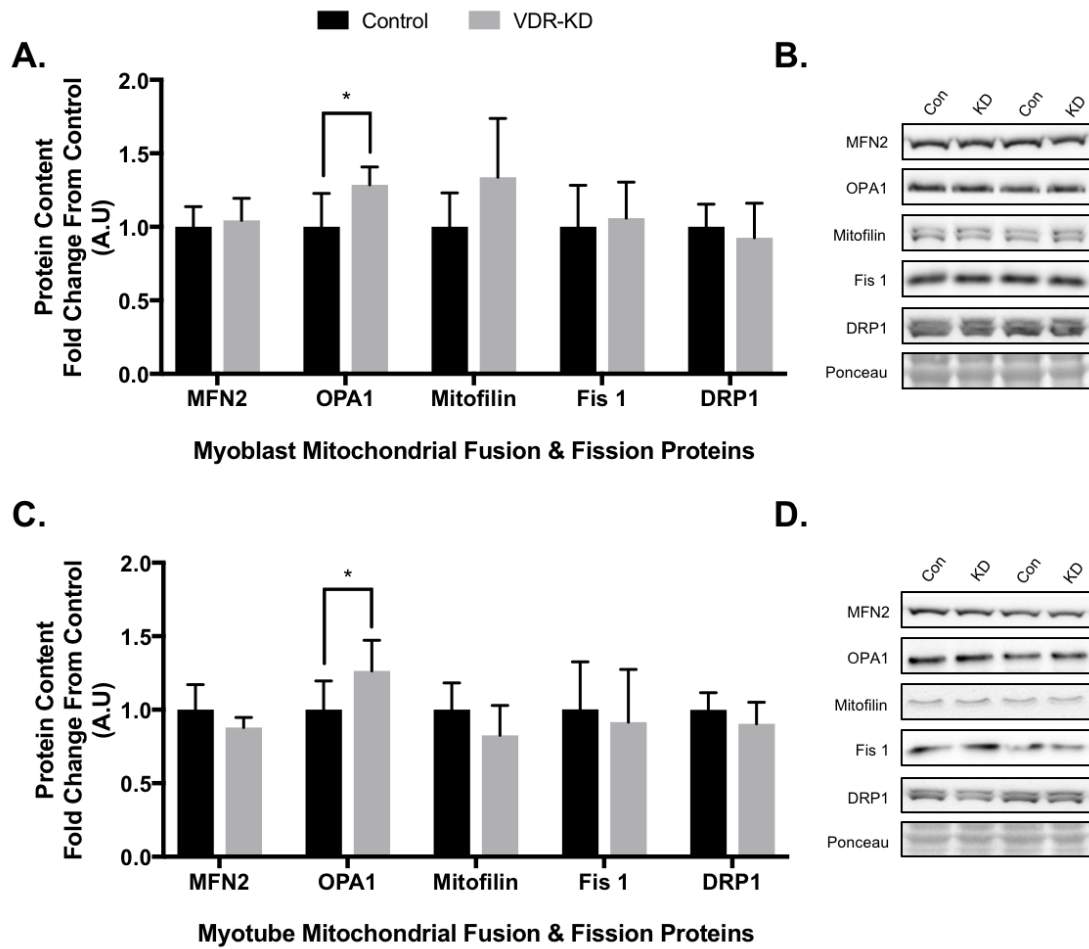 Control VDR-KD
A.
Protein Content
Fold Change From Control
(A.U)
2.0
1.5
*
1.0
0.5
0.0
MFN2 OPA1 Mitofilin Fis 1 DRP1
Myoblast Mitochondrial Fusion & Fission Proteins
B.
Con KD Con KD
MFN2
OPA1
Mitofilin
Fis 1
DRP1
Ponceau
C.
Protein Content
Fold Change From Control
(A.U)
2.0
1.5
*
1.0
0.5
0.0
MFN2 OPA1 Mitofilin Fis 1 DRP1
Myotube Mitochondrial Fusion & Fission Proteins
D.
Con KD Con KD
MFN2
OPA1
Mitofilin
Fis 1
DRP1
Ponceau